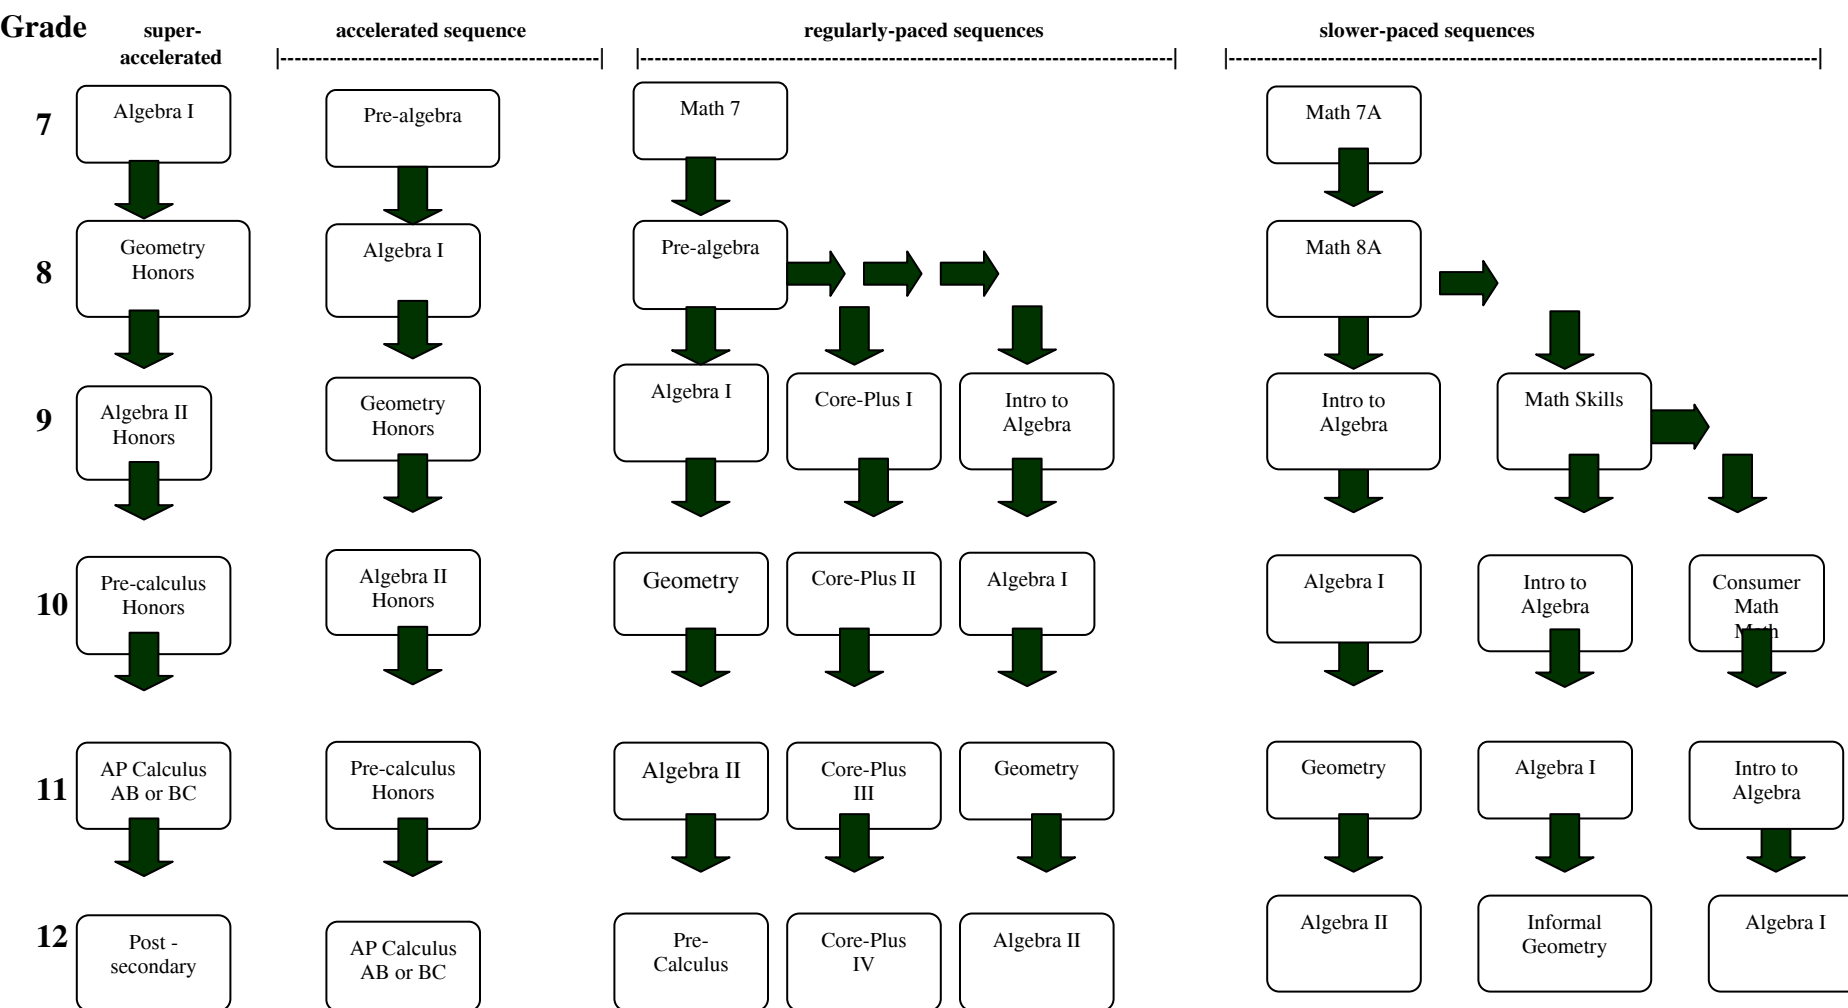 Grade
super-
accelerated
accelerated sequence
|-----------------------------------------|
regularly-paced sequences
|----------------------------------------------------------------------|
slower-paced sequences
|------------------------------------------------------------------------------|
7
Algebra I
Pre-algebra
Math 7
Math 7A
8
Geometry
Honors
Algebra I
Pre-algebra
Math 8A
9
Algebra II
Honors
Geometry
Honors
Algebra I
Core-Plus I
Intro to
Algebra
Intro to
Algebra
Math Skills
10
Pre-calculus
Honors
Algebra II
Honors
Geometry
Core-Plus II
Algebra I
Algebra I
Intro to
Algebra
Consumer
Math
Math
11
AP Calculus
AB or BC
Pre-calculus
Honors
Algebra II
Core-Plus
III
Geometry
Geometry
Algebra I
Intro to
Algebra
12
Post -
secondary
AP Calculus
AB or BC
Pre-
Calculus
Core-Plus
IV
Algebra II
Algebra II
Informal
Geometry
Algebra I